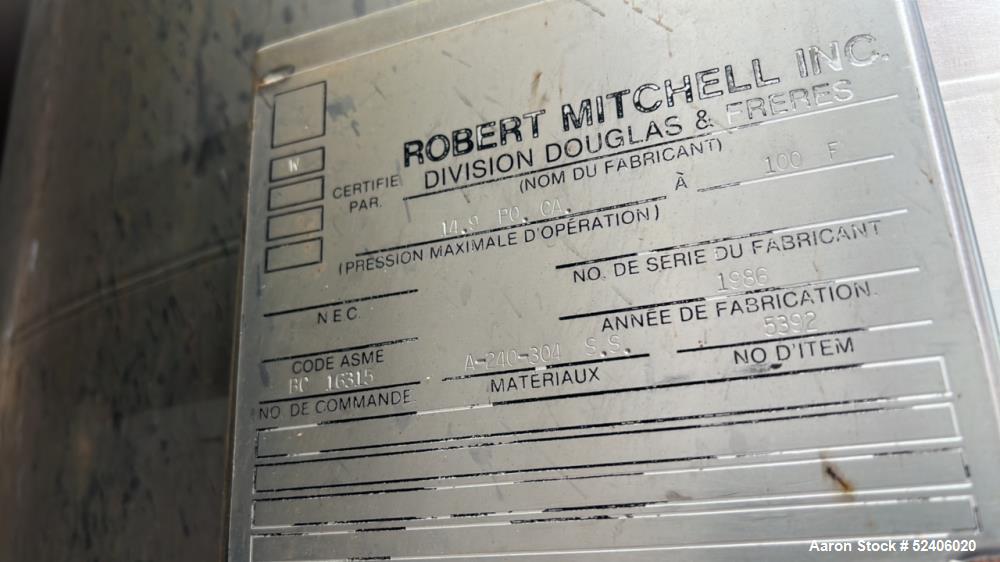 ROBERT MITCHELL INC.
DIVISION DOUGLAS & FRERES
(NOM DU FABRICANT)
W
CERTIFIE
PAR.
14.9 PO. CA. À 100 F
(PRESSION MAXIMALE D'OPÉRATION)
NO. DE SERIE DU FABRICANT
N.E.C.
1986
ANNÉE DE FABRICATION.
CODE ASME
BC 16315
NO. DE COMMANDE
A-240-304 S.S.
MATÉRIAUX
5392
NO D'ITEM
Aaron Stock # 52406020